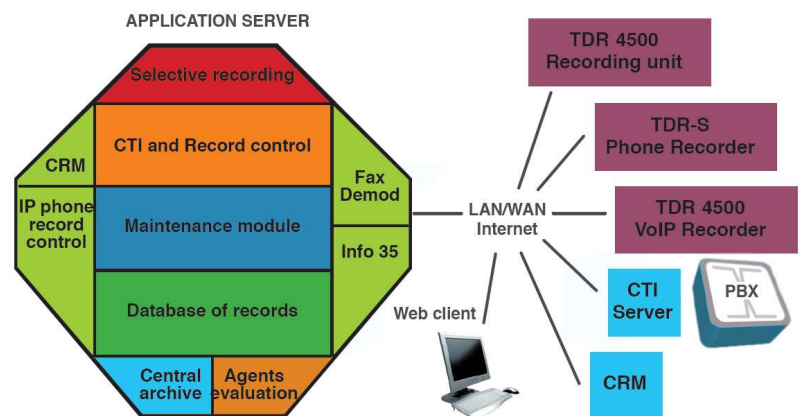 APPLICATION SERVER
Selective recording
CTI and Record control
CRM
IP phone
record
control
Maintenance module
Fax
Demod
Info 35
Database of records
Central
archive
Agents
evaluation
LAN/WAN
Internet
TDR 4500
Recording unit
TDR-S
Phone Recorder
TDR 4500
VoIP Recorder
CTI
Server
PBX
Web client
CRM